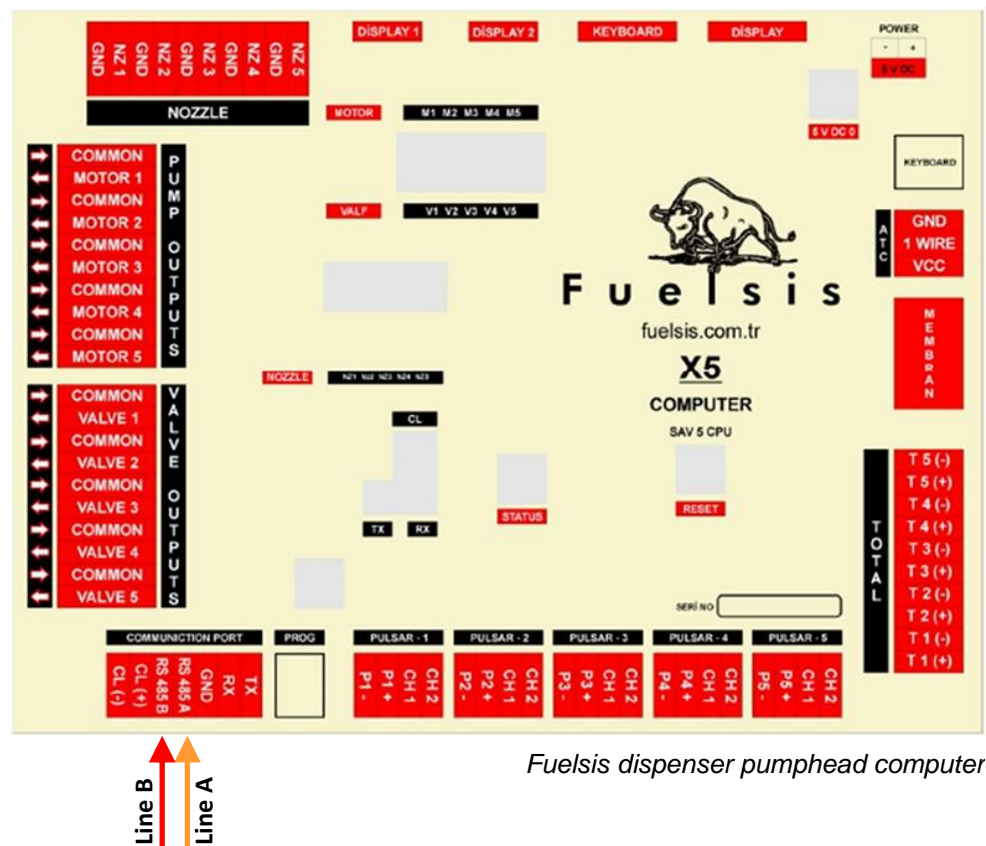 DİSPLAY 1
DİSPLAY 2
KEYBOARD
DİSPLAY
POWER
- +
5 V DC
GND
NZ 1
GND
NZ 2
GND
NZ 3
GND
NZ 4
GND
NZ 5
NOZZLE
MOTOR
M1 M2 M3 M4 M5
5 V DC 0
COMMON
MOTOR 1
COMMON
MOTOR 2
COMMON
MOTOR 3
COMMON
MOTOR 4
COMMON
MOTOR 5
PUMP OUTPUTS
VALF
V1 V2 V3 V4 V5
KEYBOARD
ATC
GND
1 WIRE
VCC
Fuelsis
fuelsis.com.tr
X5
COMPUTER
SAV 5 CPU
MEMBRAN
NOZZLE
NZ1 NZ2 NZ3 NZ4 NZ5
COMMON
VALVE 1
COMMON
VALVE 2
COMMON
VALVE 3
COMMON
VALVE 4
COMMON
VALVE 5
VALVE OUTPUTS
CL
TX
RX
STATUS
RESET
TOTAL
T 5 (-)
T 5 (+)
T 4 (-)
T 4 (+)
T 3 (-)
T 3 (+)
T 2 (-)
T 2 (+)
T 1 (-)
T 1 (+)
SERİ NO
COMMUNICTION PORT
CL (-)
CL (+)
RS 485 B
RS 485 A
GND
RX
TX
PROG
PULSAR - 1
P1 -
P1 +
CH 1
CH 2
PULSAR - 2
P2 -
P2 +
CH 1
CH 2
PULSAR - 3
P3 -
P3 +
CH 1
CH 2
PULSAR - 4
P4 -
P4 +
CH 1
CH 2
PULSAR - 5
P5 -
P5 +
CH 1
CH 2
Line B
Line A
Fuelsis dispenser pumphead computer